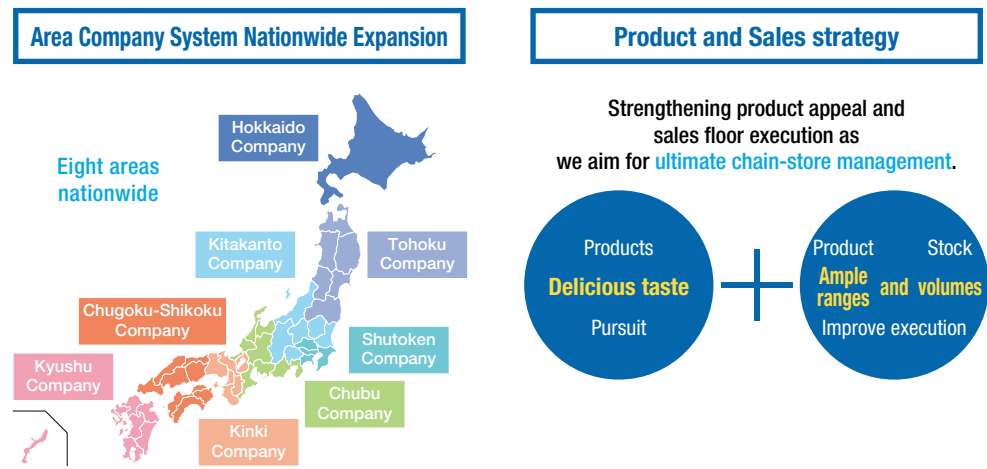 Area Company System Nationwide Expansion
Eight areas
nationwide
Hokkaido
Company
Kitakanto
Company
Tohoku
Company
Chugoku-Shikoku
Company
Shutoken
Company
Kyushu
Company
Chubu
Company
Kinki
Company
Product and Sales strategy
Strengthening product appeal and
sales floor execution as
we aim for ultimate chain-store management.
Products
Delicious taste
Pursuit
Product Stock
Ample
ranges and volumes
Improve execution